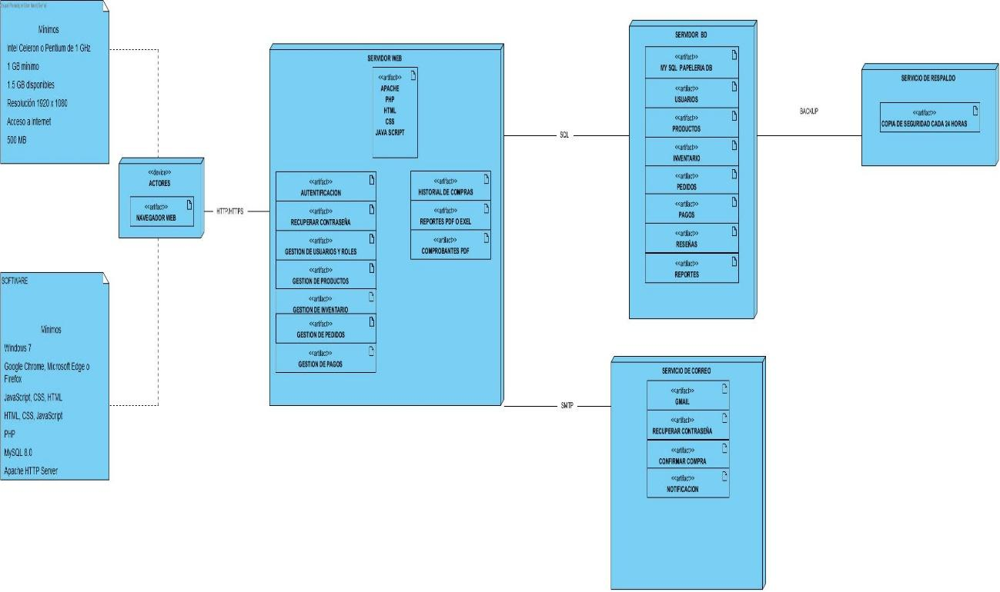 Visual Paradigm Standard
Mínimos
Intel Celeron o Pentium de 1 GHz
1 GB mínimo
1.5 GB disponibles
Resolución 1920 x 1080
Acceso a Internet
500 MB
<<device>>
ACTORES
<<artifact>>
NAVEGADOR WEB
SOFTWARE
Mínimos
Windows 7
Google Chrome, Microsoft Edge o
Firefox
JavaScript, CSS, HTML
HTML, CSS, JavaScript
PHP
MySQL 8.0
Apache HTTP Server
HTTP/HTTPS
SERVIDOR WEB
<<artifact>>
APACHE
PHP
HTML
CSS
JAVA SCRIPT
<<artifact>>
AUTENTIFICACION
<<artifact>>
RECUPERAR CONTRASEÑA
<<artifact>>
GESTION DE USUARIOS Y ROLES
<<artifact>>
GESTION DE PRODUCTOS
<<artifact>>
GESTION DE INVENTARIO
<<artifact>>
GESTION DE PEDIDOS
<<artifact>>
GESTION DE PAGOS
<<artifact>>
HISTORIAL DE COMPRAS
<<artifact>>
REPORTES PDF O EXEL
<<artifact>>
COMPROBANTES PDF
SQL
SERVIDOR BD
<<artifact>>
MY SQL PAPELERIA DB
<<artifact>>
USUARIOS
<<artifact>>
PRODUCTOS
<<artifact>>
INVENTARIO
<<artifact>>
PEDIDOS
<<artifact>>
PAGOS
<<artifact>>
RESEÑAS
<<artifact>>
REPORTES
BACKUP
SERVICIO DE RESPALDO
<<artifact>>
COPIA DE SEGURIDAD CADA 24 HORAS
SMTP
SERVICIO DE CORREO
<<artifact>>
GMAIL
<<artifact>>
RECUPERAR CONTRASEÑA
<<artifact>>
CONFIRMAR COMPRA
<<artifact>>
NOTIFICACION